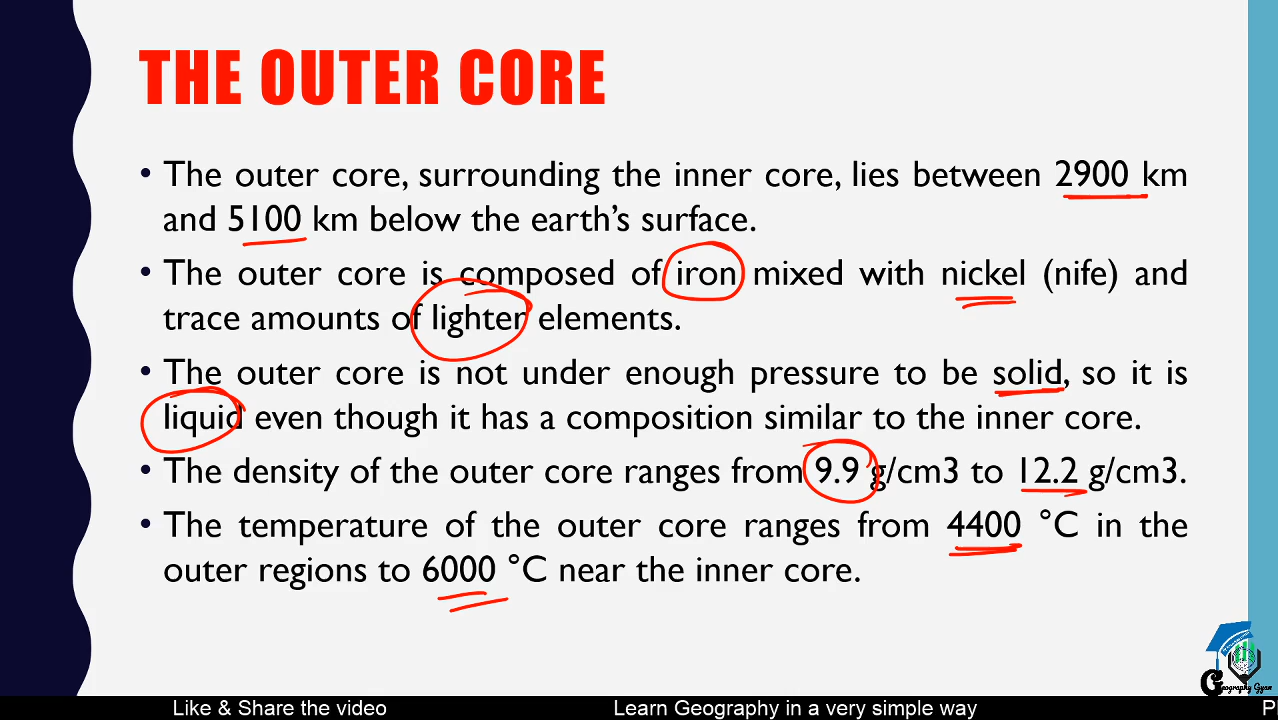 THE OUTER CORE
• The outer core, surrounding the inner core, lies between 2900 km
and 5100 km below the earth's surface.
• The outer core is composed of iron mixed with nickel (nife) and
trace amounts of lighter elements.
• The outer core is not under enough pressure to be solid, so it is
liquid even though it has a composition similar to the inner core.
• The density of the outer core ranges from 9.9 g/cm3 to 12.2 g/cm3.
• The temperature of the outer core ranges from 4400 °C in the
outer regions to 6000 °C near the inner core.
Geography Gyan
Like & Share the video Learn Geography in a very simple way P